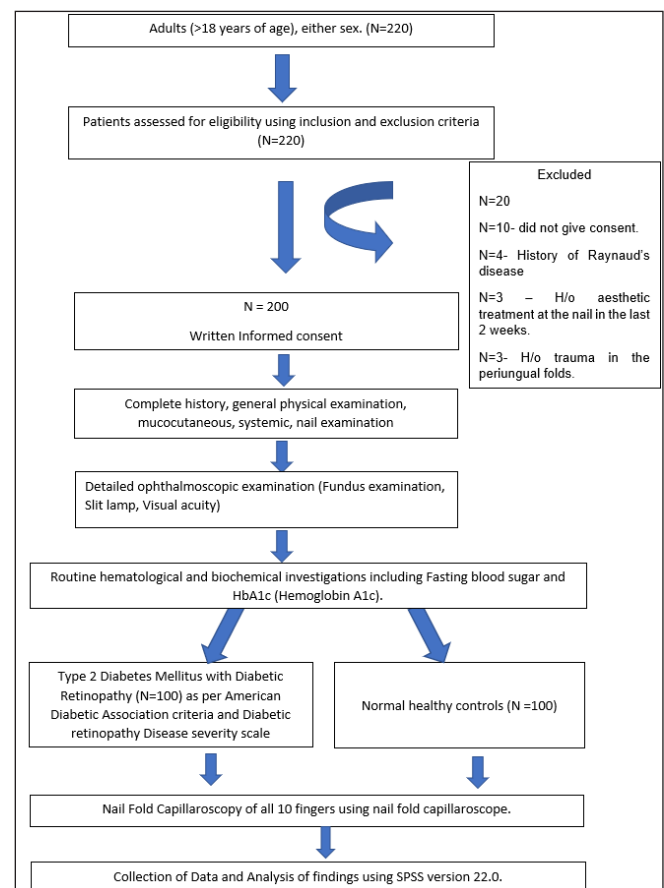 Adults (>18 years of age), either sex. (N=220)
Patients assessed for eligibility using inclusion and exclusion criteria
(N=220)
Excluded
N=20
N=10- did not give consent.
N=4- History of Raynaud's
disease
N=3 – H/o aesthetic
treatment at the nail in the last
2 weeks.
N=3- H/o trauma in the
periungual folds.
N = 200
Written Informed consent
Complete history, general physical examination,
mucocutaneous, systemic, nail examination
Detailed ophthalmoscopic examination (Fundus examination,
Slit lamp, Visual acuity)
Routine hematological and biochemical investigations including Fasting blood sugar and
HbA1c (Hemoglobin A1c).
Type 2 Diabetes Mellitus with Diabetic
Retinopathy (N=100) as per American
Diabetic Association criteria and Diabetic
retinopathy Disease severity scale
Normal healthy controls (N =100)
Nail Fold Capillaroscopy of all 10 fingers using nail fold capillaroscope.
Collection of Data and Analysis of findings using SPSS version 22.0.